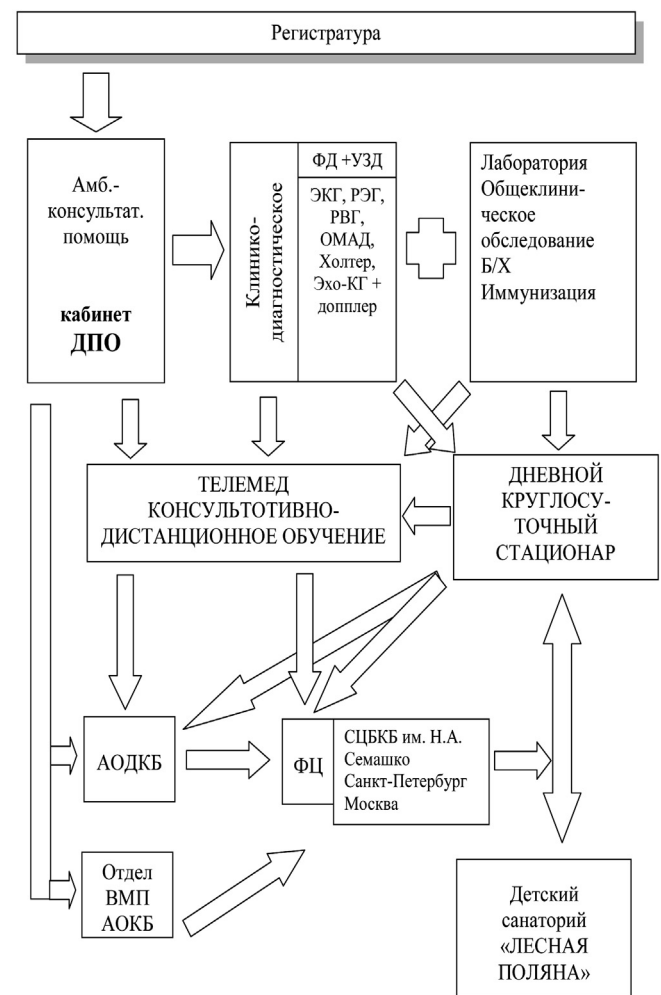 Регистратура
Амб.-
консультат.
помощь
кабинет
ДПО
Клинико-
диагностическое
ФД +УЗД
ЭКГ, РЭГ,
РВГ,
ОМАД,
Холтер,
Эхо-КГ +
допплер
Лаборатория
Общеклини-
ческое
обследование
Б/Х
Иммунизация
ТЕЛЕМЕД
КОНСУЛЬТОТИВНО-
ДИСТАНЦИОННОЕ ОБУЧЕНИЕ
ДНЕВНОЙ
КРУГЛОСУ-
ТОЧНЫЙ
СТАЦИОНАР
АОДКБ
ФЦ
СЦБКБ им. Н.А.
Семашко
Санкт-Петербург
Москва
Отдел
ВМП
АОКБ
Детский
санаторий
«ЛЕСНАЯ
ПОЛЯНА»